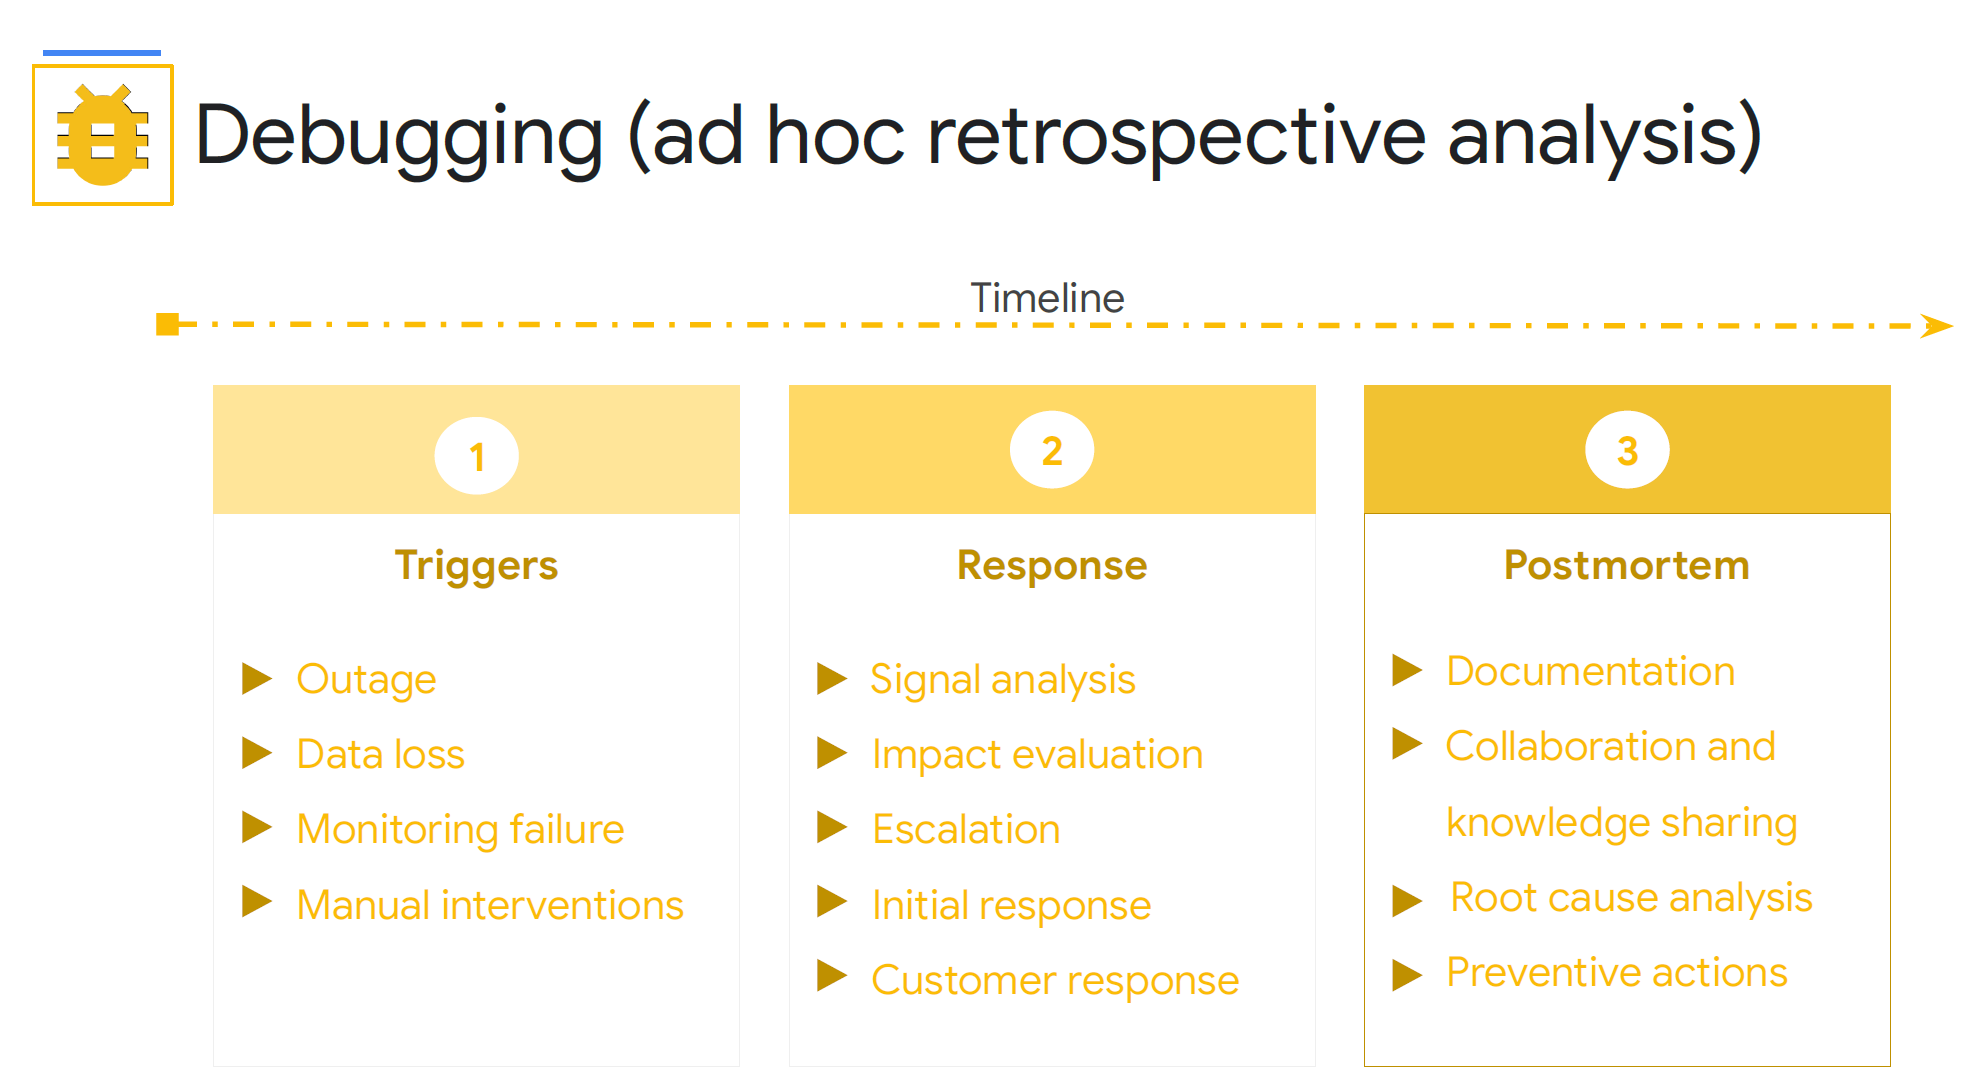 Debugging (ad hoc retrospective analysis)
Timeline
1
Triggers
Outage
Data loss
Monitoring failure
Manual interventions
2
Response
Signal analysis
Impact evaluation
Escalation
Initial response
Customer response
3
Postmortem
Documentation
Collaboration and
knowledge sharing
Root cause analysis
Preventive actions